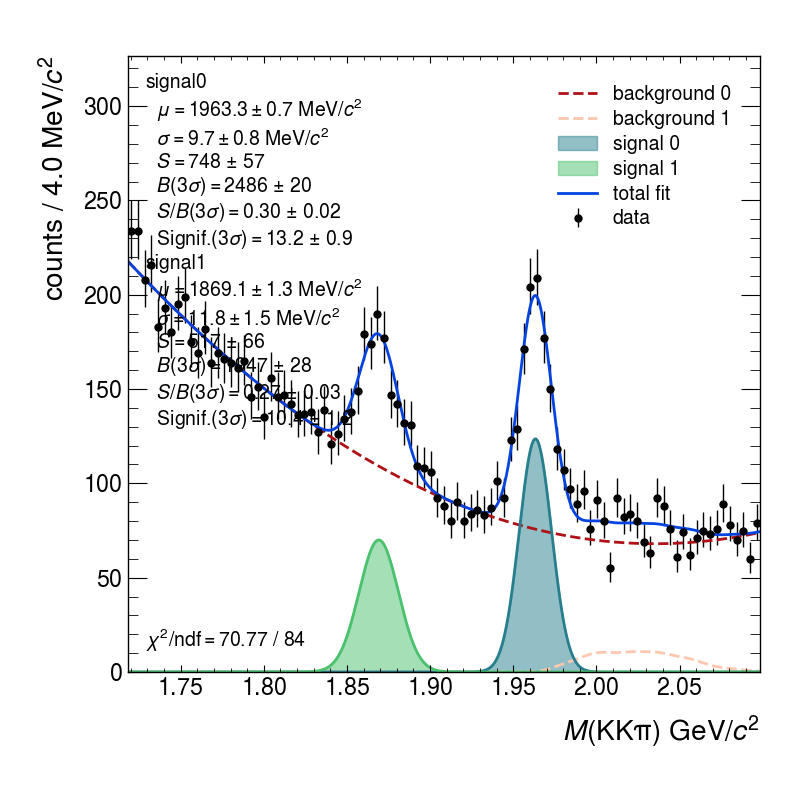 counts / 4.0 MeV/c²
300
250
200
150
100
50
0
signal0
μ = 1963.3 ± 0.7 MeV/c²
σ = 9.7 ± 0.8 MeV/c²
S = 748 ± 57
B(3σ) = 2486 ± 20
S/B(3σ) = 0.30 ± 0.02
Signif.(3σ) = 13.2 ± 0.9
signal1
μ = 1869.1 ± 1.3 MeV/c²
σ = 11.8 ± 1.5 MeV/c²
S = ± 66
B(3σ) = ± 28
S/B(3σ) = 0.27 ± 0.03
Signif.(3σ) =
χ²/ndf = 70.77 / 84
background 0
background 1
signal 0
signal 1
total fit
data
1.75 1.80 1.85 1.90 1.95 2.00 2.05
M(KKπ) GeV/c²